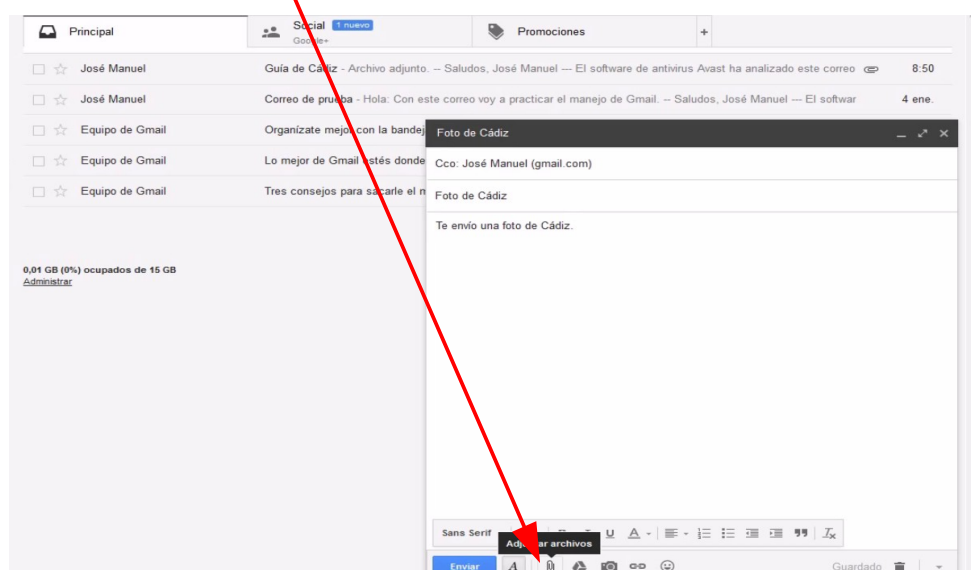 Principal
Social 1 nuevo
Google+
Promociones
+
José Manuel Guía de Cádiz - Archivo adjunto. -- Saludos, José Manuel --- El software de antivirus Avast ha analizado este correo 8:50
José Manuel Correo de prueba - Hola: Con este correo voy a practicar el manejo de Gmail. -- Saludos, José Manuel --- El softwar 4 ene.
Equipo de Gmail Organízate mejor con la bandej
Equipo de Gmail Lo mejor de Gmail estés donde
Equipo de Gmail Tres consejos para sacarle el m
0,01 GB (0%) ocupados de 15 GB
Administrar
Foto de Cádiz
Cco: José Manuel (gmail.com)
Foto de Cádiz
Te envío una foto de Cádiz.
Sans Serif
Adjuntar archivos
Enviar
Guardado